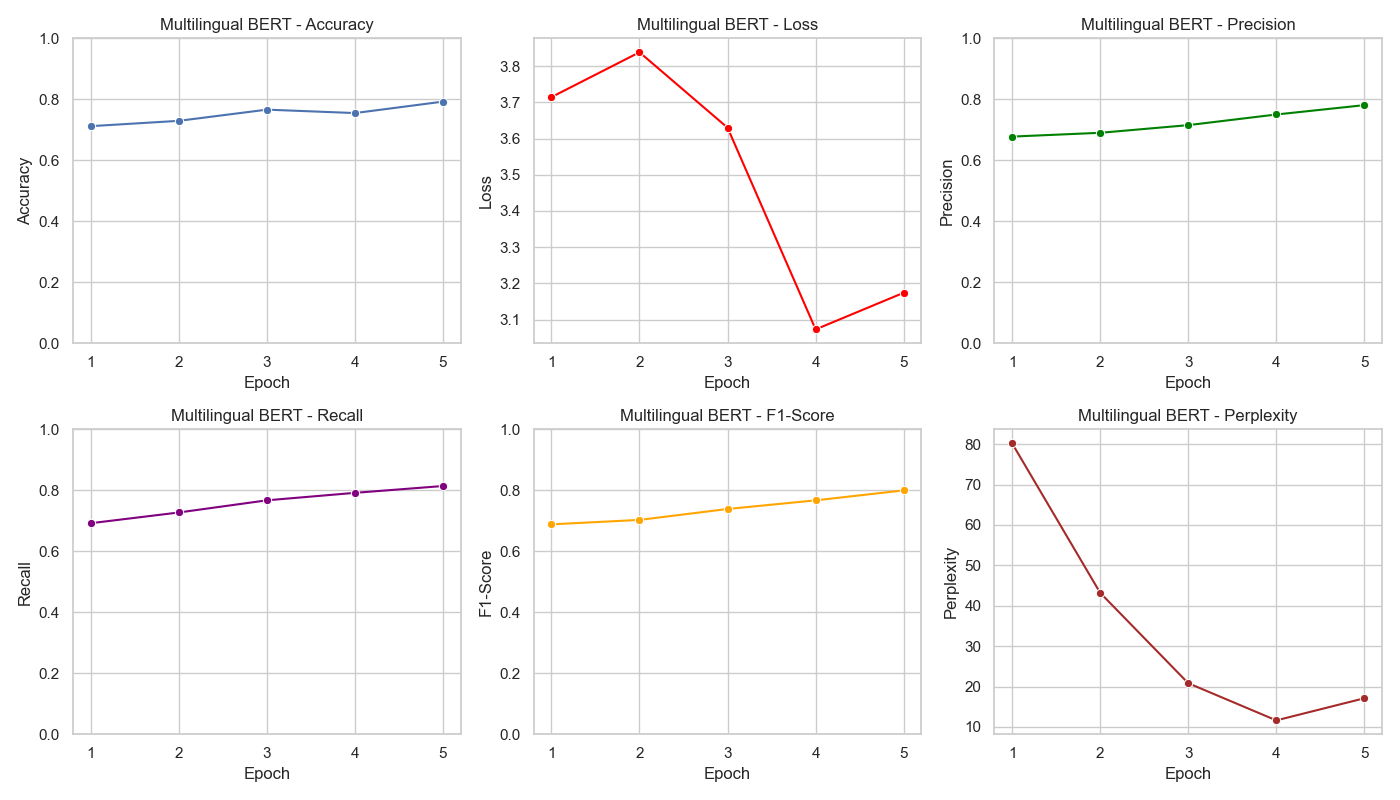 Multilingual BERT - Accuracy
1.0
0.8
0.6
0.4
0.2
0.0
Accuracy
1 2 3 4 5
Epoch
Multilingual BERT - Loss
3.8
3.7
3.6
3.5
3.4
3.3
3.2
3.1
Loss
1 2 3 4 5
Epoch
Multilingual BERT - Precision
1.0
0.8
0.6
0.4
0.2
0.0
Precision
1 2 3 4 5
Epoch
Multilingual BERT - Recall
1.0
0.8
0.6
0.4
0.2
0.0
Recall
1 2 3 4 5
Epoch
Multilingual BERT - F1-Score
1.0
0.8
0.6
0.4
0.2
0.0
F1-Score
1 2 3 4 5
Epoch
Multilingual BERT - Perplexity
80
70
60
50
40
30
20
10
Perplexity
1 2 3 4 5
Epoch